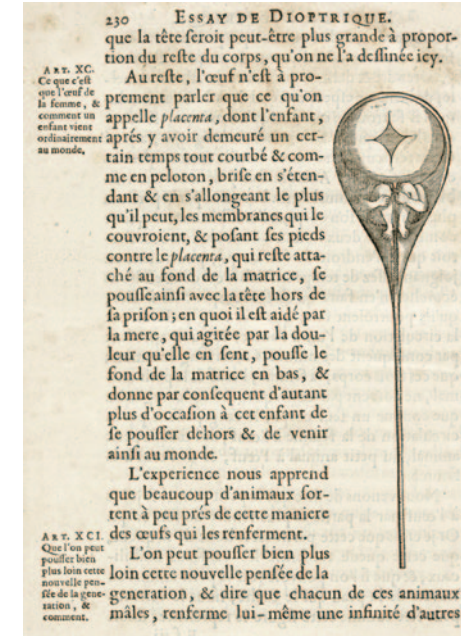 230 ESSAY DE DIOPTRIQUE.
que la tête ſeroit peut-être plus grande à propor-
tion du reſte du corps, qu'on ne l'a deſſinée icy.
ART. XC.
Ce que c'eſt
que l'œuf de
la femme, &
comment un
enfant vient
ordinairement
au monde.
Au reſte, l'œuf n'eſt à pro-
prement parler que ce qu'on
appelle placenta, dont l'enfant,
aprés y avoir demeuré un cer-
tain temps tout courbé & com-
me en peloton, briſe en s'éten-
dant & en s'allongeant le plus
qu'il peut, les membranes qui le
couvroient, & poſant ſes pieds
contre le placenta, qui reſte atta-
ché au fond de la matrice, ſe
pouſſe ainſi avec la tête hors de
ſa priſon; en quoi il eſt aidé par
la mere, qui agitée par la dou-
leur qu'elle en ſent, pouſſe le
fond de la matrice en bas, &
donne par conſequent d'autant
plus d'occaſion à cet enfant de
ſe pouſſer dehors & de venir
ainſi au monde.
L'experience nous apprend
que beaucoup d'animaux ſor-
tent à peu prés de cette maniere
des œufs qui les renferment.
ART. XCI.
Que l'on peut
pouſſer bien
plus loin cette
nouvelle pen-
ſée de la gene-
ration, &
comment.
L'on peut pouſſer bien plus
loin cette nouvelle penſée de la
generation, & dire que chacun de ces animaux
mâles, renferme lui-même une infinité d'autres